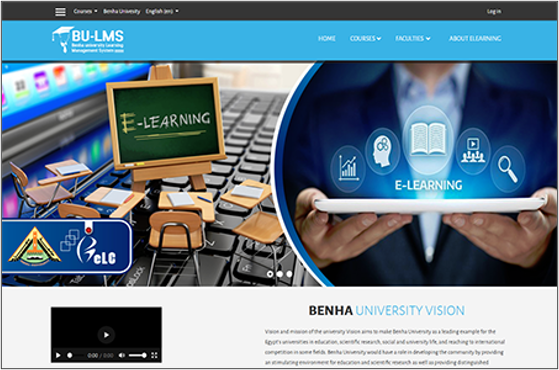 Courses Benha Univesity English (en) Log in
BU-LMS
Benha university Learning
Management System
HOME COURSES FACULTIES ABOUT ELEARNING
E-LEARNING
E-LEARNING
eLC
BENHA UNIVERSITY VISION
Vision and mission of the university Vision aims to make Benha University as a leading example for the
Egypt's universities in education, scientific research, social and university life, and reaching to international
competition in some fields. Benha University would have a role in developing the community by providing
an stimulating environment for education and scientific research as well as providing distinguished
0:00 / 0:00